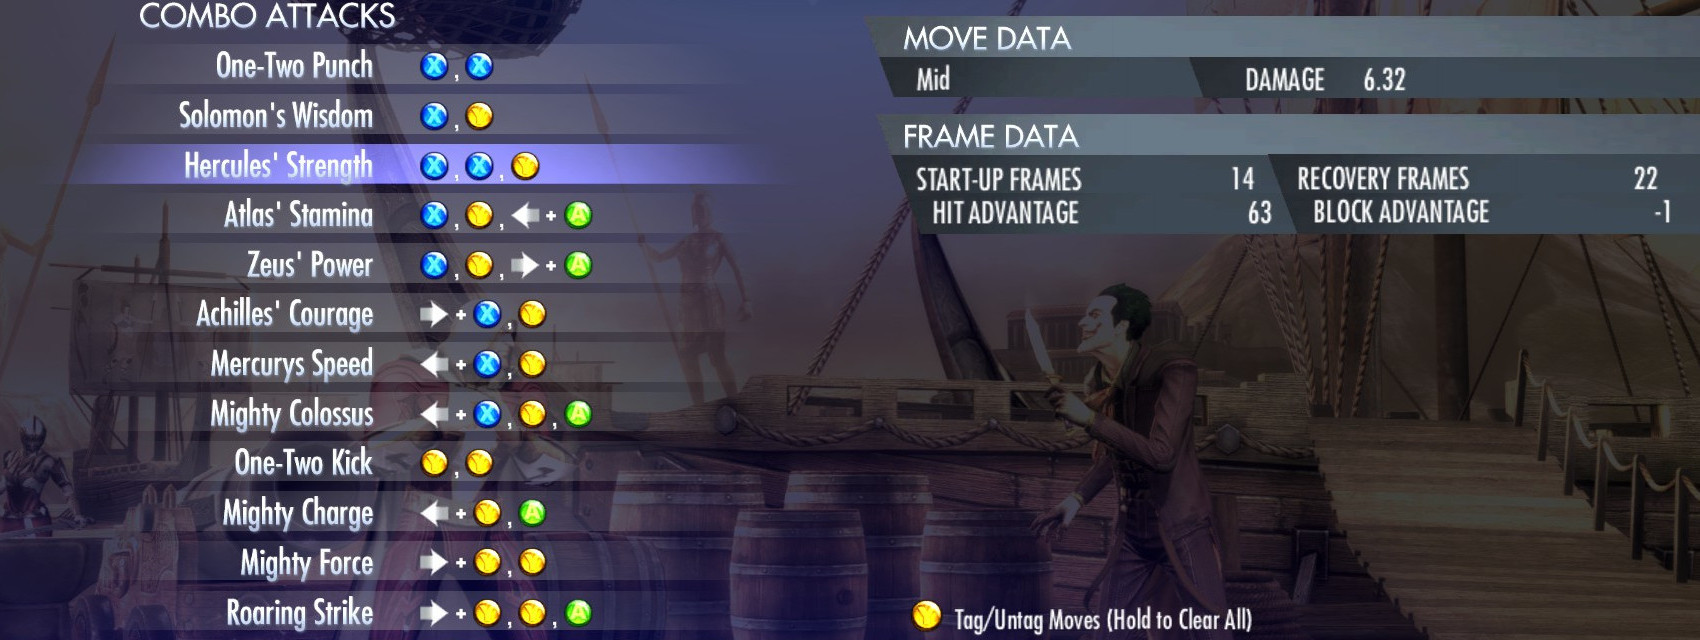 COMBO ATTACKS
One-Two Punch X , X
Solomon's Wisdom X , Y
Hercules' Strength X , X , Y
Atlas' Stamina X , Y , ← + A
Zeus' Power X , Y , → + A
Achilles' Courage → + X , Y
Mercurys Speed ← + X , Y
Mighty Colossus ← + X , Y , A
One-Two Kick Y , Y
Mighty Charge ← + Y , A
Mighty Force → + Y , Y
Roaring Strike → + Y , Y , A
MOVE DATA
Mid DAMAGE 6.32
FRAME DATA
START-UP FRAMES 14 RECOVERY FRAMES 22
HIT ADVANTAGE 63 BLOCK ADVANTAGE -1
Y Tag/Untag Moves (Hold to Clear All)